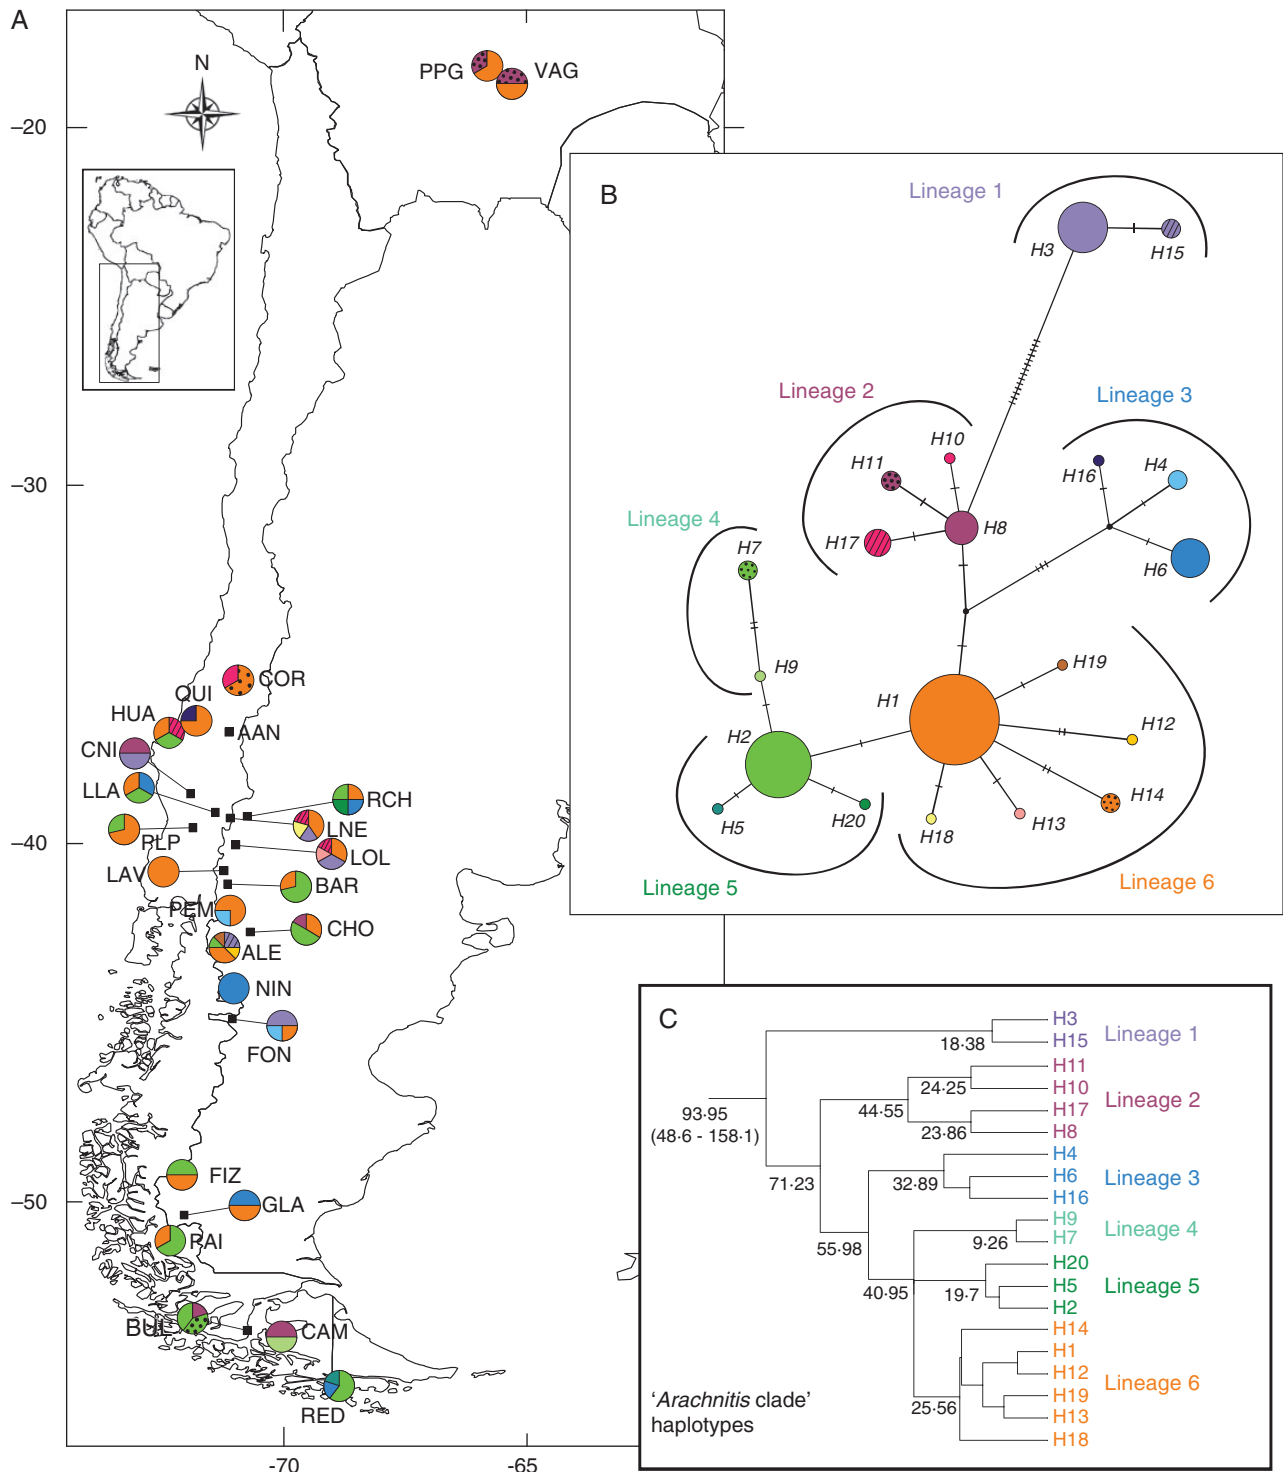 A
N
PPG
VAG
–20
–30
–40
–50
-70
-65
COR
QUI
HUA
AAN
CNI
LLA
RCH
LNE
PLP
LOL
LAV
BAR
PEM
CHO
ALE
NIN
FON
FIZ
GLA
PAI
BUL
CAM
RED
B
Lineage 1
H3
H15
Lineage 2
Lineage 3
H10
H11
H16
H4
H8
H17
H6
Lineage 4
H7
H9
H19
H1
H2
H12
H14
H5
H20
H18
H13
Lineage 5
Lineage 6
C
H3
Lineage 1
18·38
H15
H11
24·25
H10
93·95
44·55
H17
Lineage 2
(48·6 - 158·1)
23·86
H8
H4
71·23
32·89
H6
Lineage 3
H16
H9
Lineage 4
55·98
9·26
H7
H20
40·95
19·7
H5
Lineage 5
H2
H14
H1
H12
Lineage 6
'Arachnitis clade'
H19
haplotypes
25·56
H13
H18